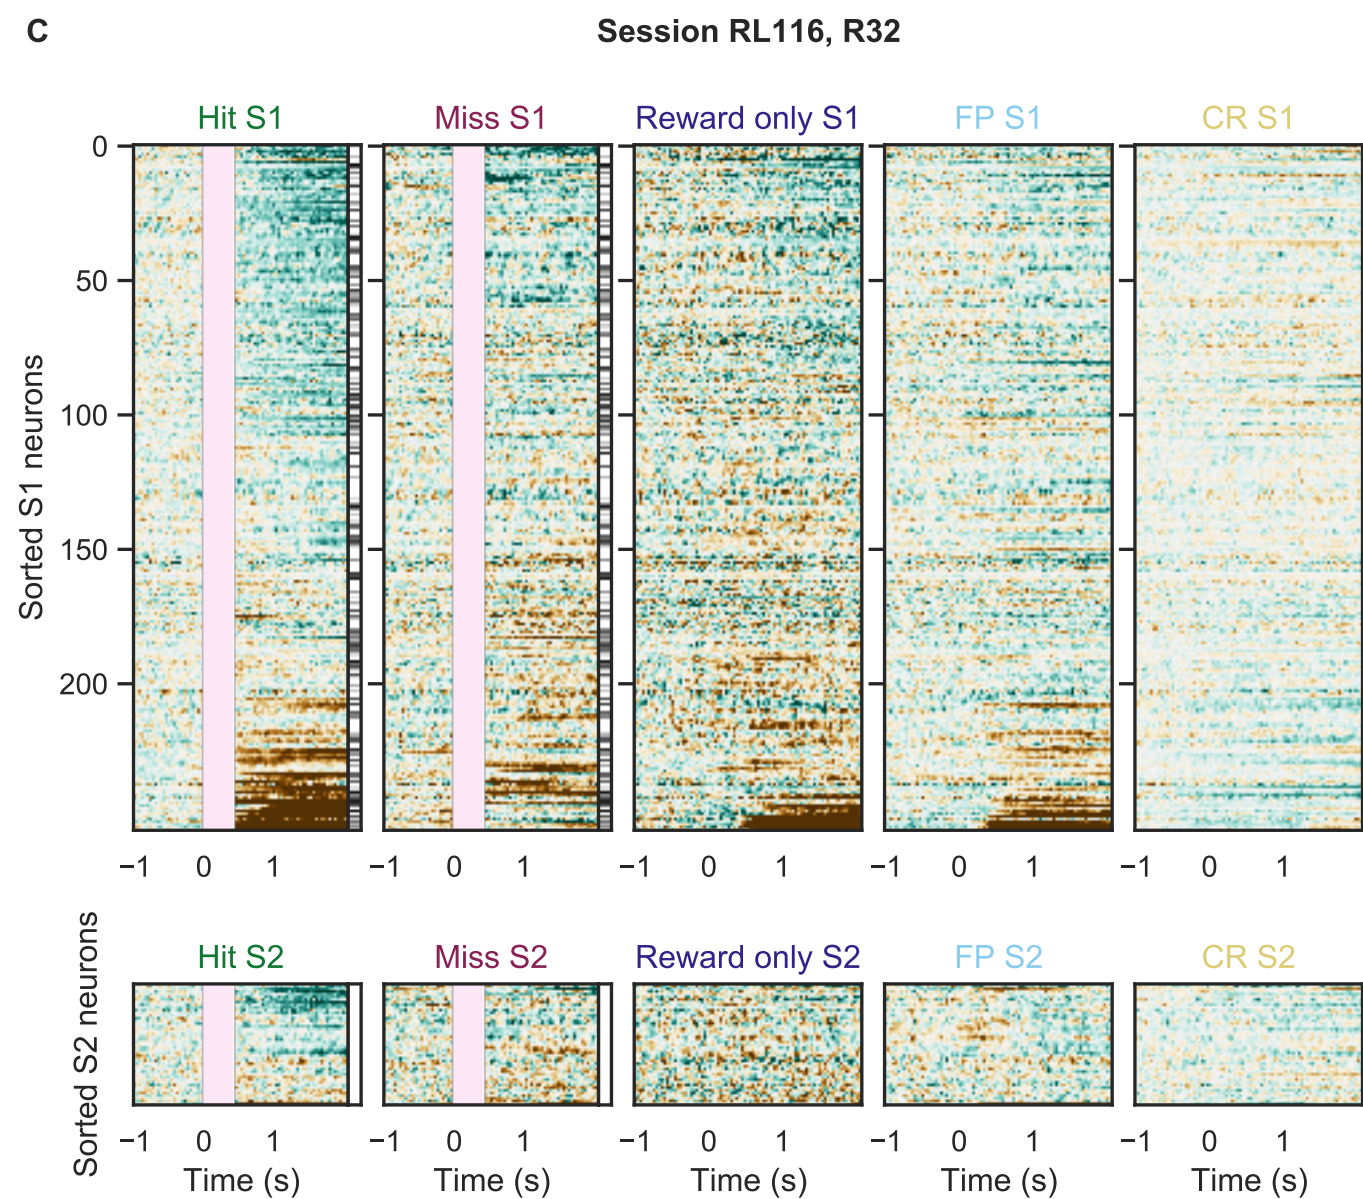 C
Session RL116, R32
Hit S1
Miss S1
Reward only S1
FP S1
CR S1
0
50
100
150
200
Sorted S1 neurons
−1 0 1
−1 0 1
−1 0 1
−1 0 1
−1 0 1
Hit S2
Miss S2
Reward only S2
FP S2
CR S2
Sorted S2 neurons
−1 0 1
−1 0 1
−1 0 1
−1 0 1
−1 0 1
Time (s)
Time (s)
Time (s)
Time (s)
Time (s)